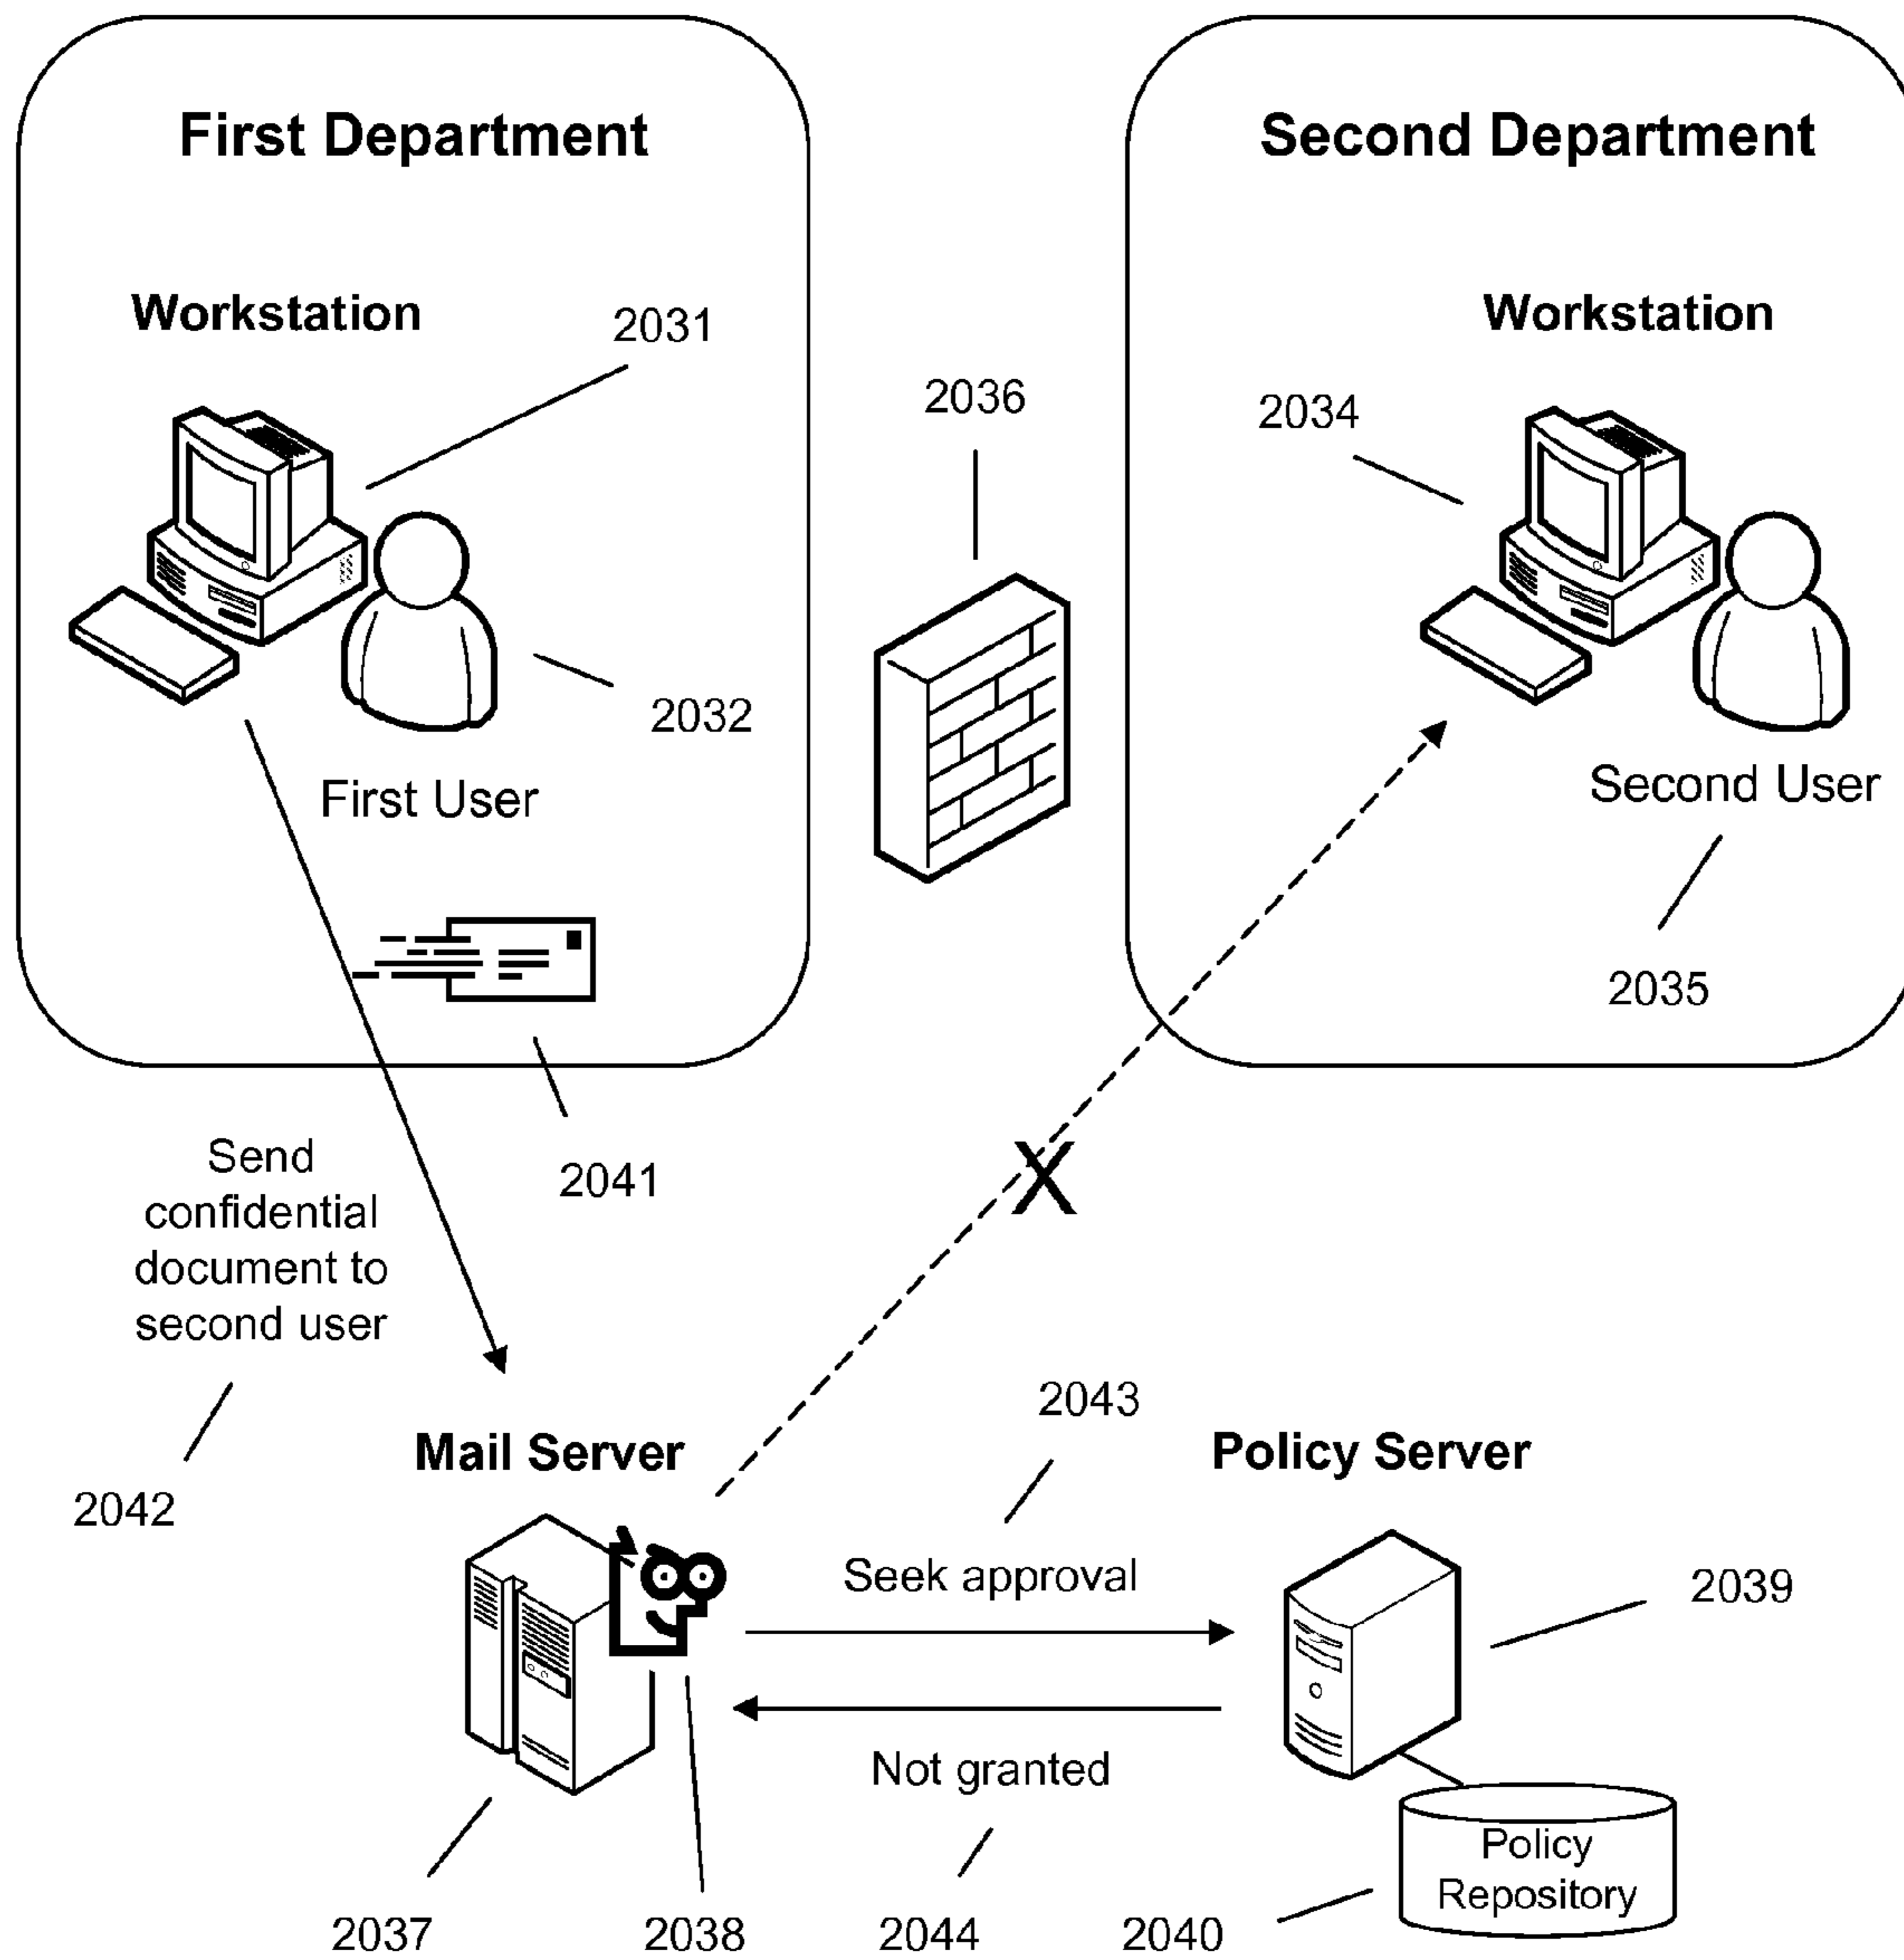 First Department
Second Department
Workstation
2031
Workstation
2036
2034
2032
First User
Second User
2035
2041
Send
confidential
document to
second user
X
2043
Mail Server
Policy Server
2042
Seek approval
2039
Not granted
Policy
Repository
2037
2038
2044
2040